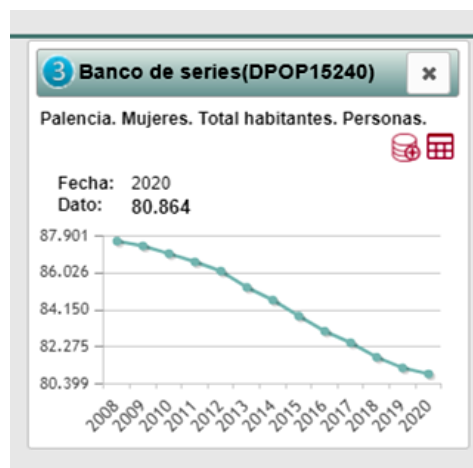 3 Banco de series(DPOP15240) ×
Palencia. Mujeres. Total habitantes. Personas.
Fecha: 2020
Dato: 80.864
87.901
86.026
84.150
82.275
80.399
2008 2009 2010 2011 2012 2013 2014 2015 2016 2017 2018 2019 2020